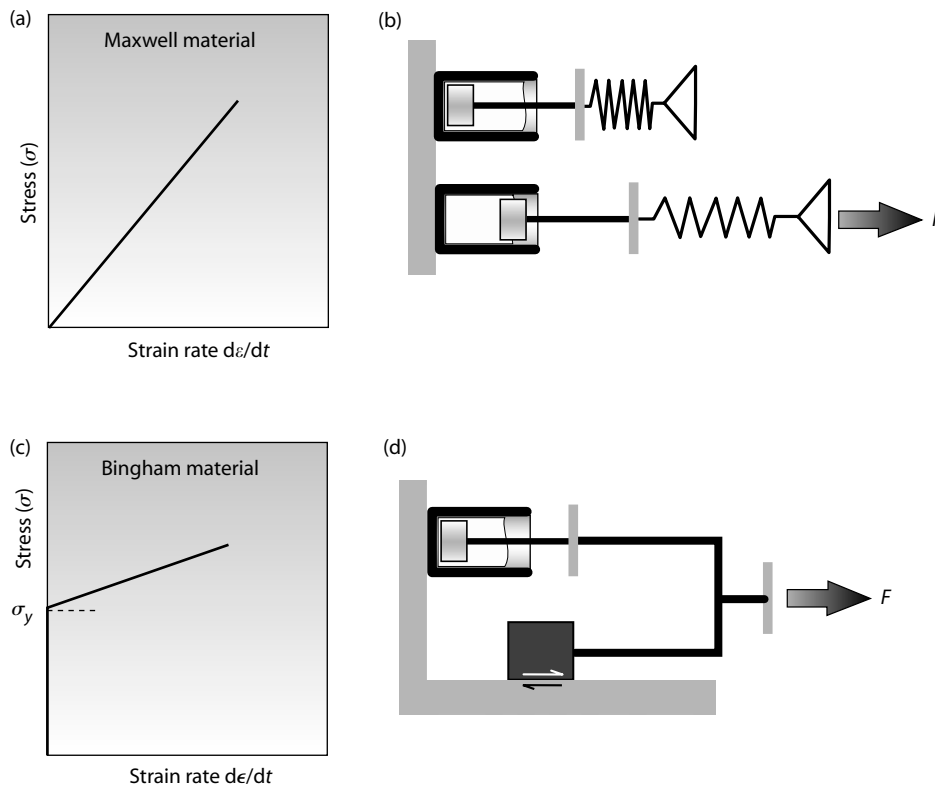 (a)
Maxwell material
Stress (σ)
Strain rate dε/dt
(b)
(c)
Bingham material
Stress (σ)
σy
Strain rate dϵ/dt
(d)
F